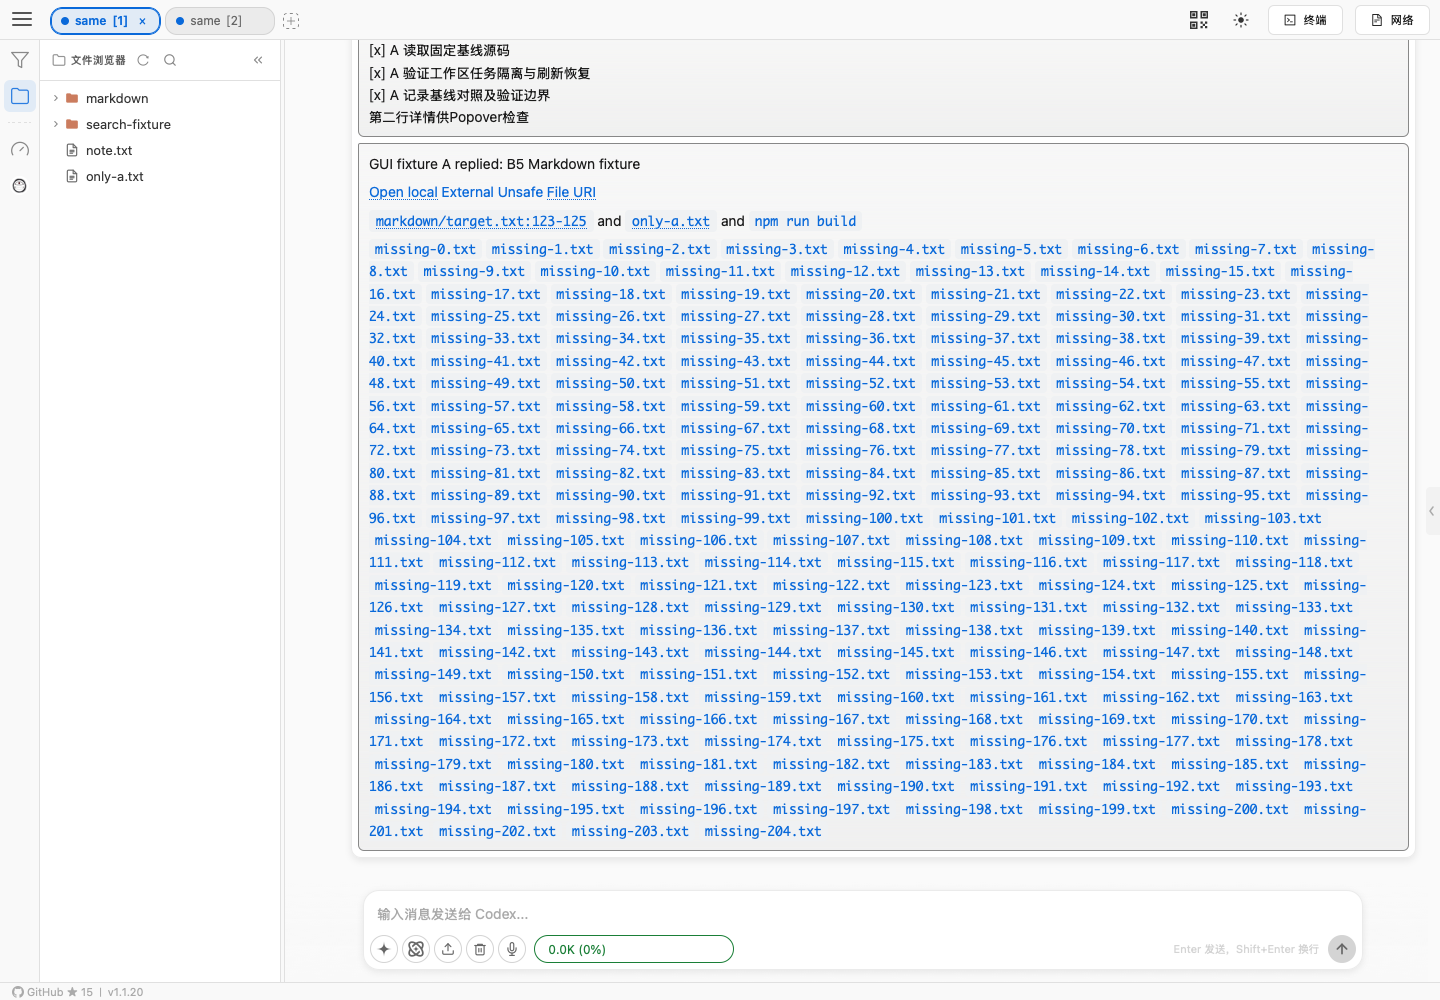 same [1] ×
same [2]
终端
网络
文件浏览器
markdown
search-fixture
note.txt
only-a.txt
[x] A 读取固定基线源码
[x] A 验证工作区任务隔离与刷新恢复
[x] A 记录基线对照及验证边界
第二行详情供Popover检查
GUI fixture A replied: B5 Markdown fixture
Open local External Unsafe File URI
markdown/target.txt:123-125 and only-a.txt and npm run build
missing-0.txt missing-1.txt missing-2.txt missing-3.txt missing-4.txt missing-5.txt missing-6.txt missing-7.txt missing-
8.txt missing-9.txt missing-10.txt missing-11.txt missing-12.txt missing-13.txt missing-14.txt missing-15.txt missing-
16.txt missing-17.txt missing-18.txt missing-19.txt missing-20.txt missing-21.txt missing-22.txt missing-23.txt missing-
24.txt missing-25.txt missing-26.txt missing-27.txt missing-28.txt missing-29.txt missing-30.txt missing-31.txt missing-
32.txt missing-33.txt missing-34.txt missing-35.txt missing-36.txt missing-37.txt missing-38.txt missing-39.txt missing-
40.txt missing-41.txt missing-42.txt missing-43.txt missing-44.txt missing-45.txt missing-46.txt missing-47.txt missing-
48.txt missing-49.txt missing-50.txt missing-51.txt missing-52.txt missing-53.txt missing-54.txt missing-55.txt missing-
56.txt missing-57.txt missing-58.txt missing-59.txt missing-60.txt missing-61.txt missing-62.txt missing-63.txt missing-
64.txt missing-65.txt missing-66.txt missing-67.txt missing-68.txt missing-69.txt missing-70.txt missing-71.txt missing-
72.txt missing-73.txt missing-74.txt missing-75.txt missing-76.txt missing-77.txt missing-78.txt missing-79.txt missing-
80.txt missing-81.txt missing-82.txt missing-83.txt missing-84.txt missing-85.txt missing-86.txt missing-87.txt missing-
88.txt missing-89.txt missing-90.txt missing-91.txt missing-92.txt missing-93.txt missing-94.txt missing-95.txt missing-
96.txt missing-97.txt missing-98.txt missing-99.txt missing-100.txt missing-101.txt missing-102.txt missing-103.txt
missing-104.txt missing-105.txt missing-106.txt missing-107.txt missing-108.txt missing-109.txt missing-110.txt missing-
111.txt missing-112.txt missing-113.txt missing-114.txt missing-115.txt missing-116.txt missing-117.txt missing-118.txt
missing-119.txt missing-120.txt missing-121.txt missing-122.txt missing-123.txt missing-124.txt missing-125.txt missing-
126.txt missing-127.txt missing-128.txt missing-129.txt missing-130.txt missing-131.txt missing-132.txt missing-133.txt
missing-134.txt missing-135.txt missing-136.txt missing-137.txt missing-138.txt missing-139.txt missing-140.txt missing-
141.txt missing-142.txt missing-143.txt missing-144.txt missing-145.txt missing-146.txt missing-147.txt missing-148.txt
missing-149.txt missing-150.txt missing-151.txt missing-152.txt missing-153.txt missing-154.txt missing-155.txt missing-
156.txt missing-157.txt missing-158.txt missing-159.txt missing-160.txt missing-161.txt missing-162.txt missing-163.txt
missing-164.txt missing-165.txt missing-166.txt missing-167.txt missing-168.txt missing-169.txt missing-170.txt missing-
171.txt missing-172.txt missing-173.txt missing-174.txt missing-175.txt missing-176.txt missing-177.txt missing-178.txt
missing-179.txt missing-180.txt missing-181.txt missing-182.txt missing-183.txt missing-184.txt missing-185.txt missing-
186.txt missing-187.txt missing-188.txt missing-189.txt missing-190.txt missing-191.txt missing-192.txt missing-193.txt
missing-194.txt missing-195.txt missing-196.txt missing-197.txt missing-198.txt missing-199.txt missing-200.txt missing-
201.txt missing-202.txt missing-203.txt missing-204.txt
输入消息发送给 Codex...
0.0K (0%)
Enter 发送, Shift+Enter 换行
GitHub ★ 15 | v1.1.20